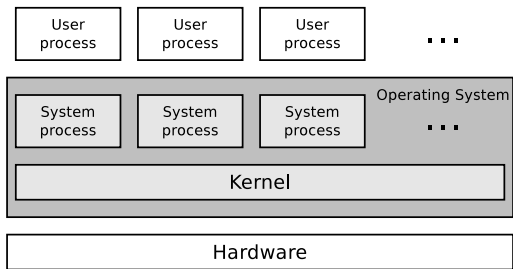 User
process
User
process
User
process
...
Operating System
System
process
System
process
System
process
...
Kernel
Hardware